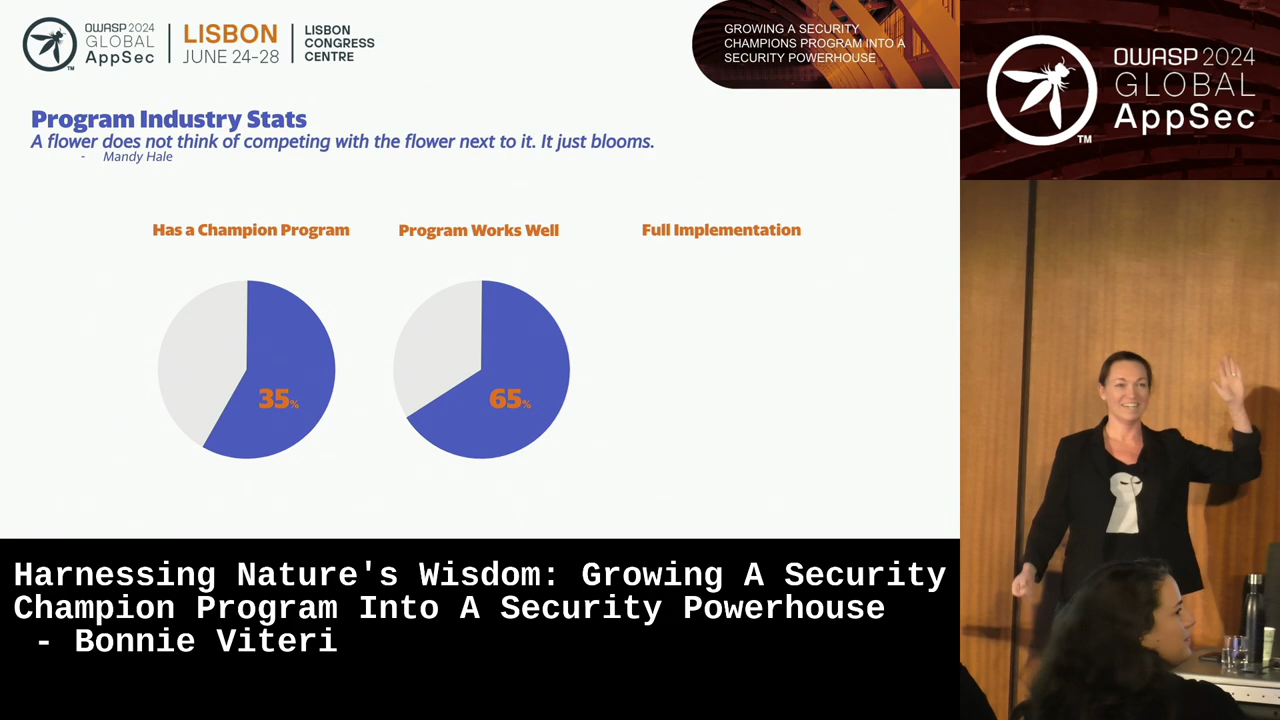 OWASP 2024
GLOBAL
AppSec
TM
LISBON
JUNE 24-28
LISBON
CONGRESS
CENTRE
GROWING A SECURITY
CHAMPIONS PROGRAM INTO A
SECURITY POWERHOUSE
OWASP 2024
GLOBAL
AppSec
TM
Program Industry Stats
A flower does not think of competing with the flower next to it. It just blooms.
- Mandy Hale
Has a Champion Program
Program Works Well
Full Implementation
35%
65%
Harnessing Nature's Wisdom: Growing A Security
Champion Program Into A Security Powerhouse
- Bonnie Viteri